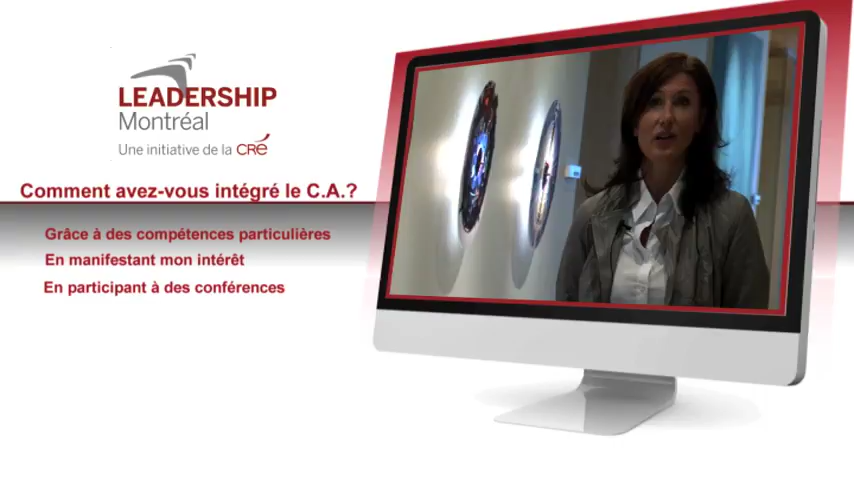 LEADERSHIP
Montréal
Une initiative de la CRé
Comment avez-vous intégré le C.A.?
Grâce à des compétences particulières
En manifestant mon intérêt
En participant à des conférences